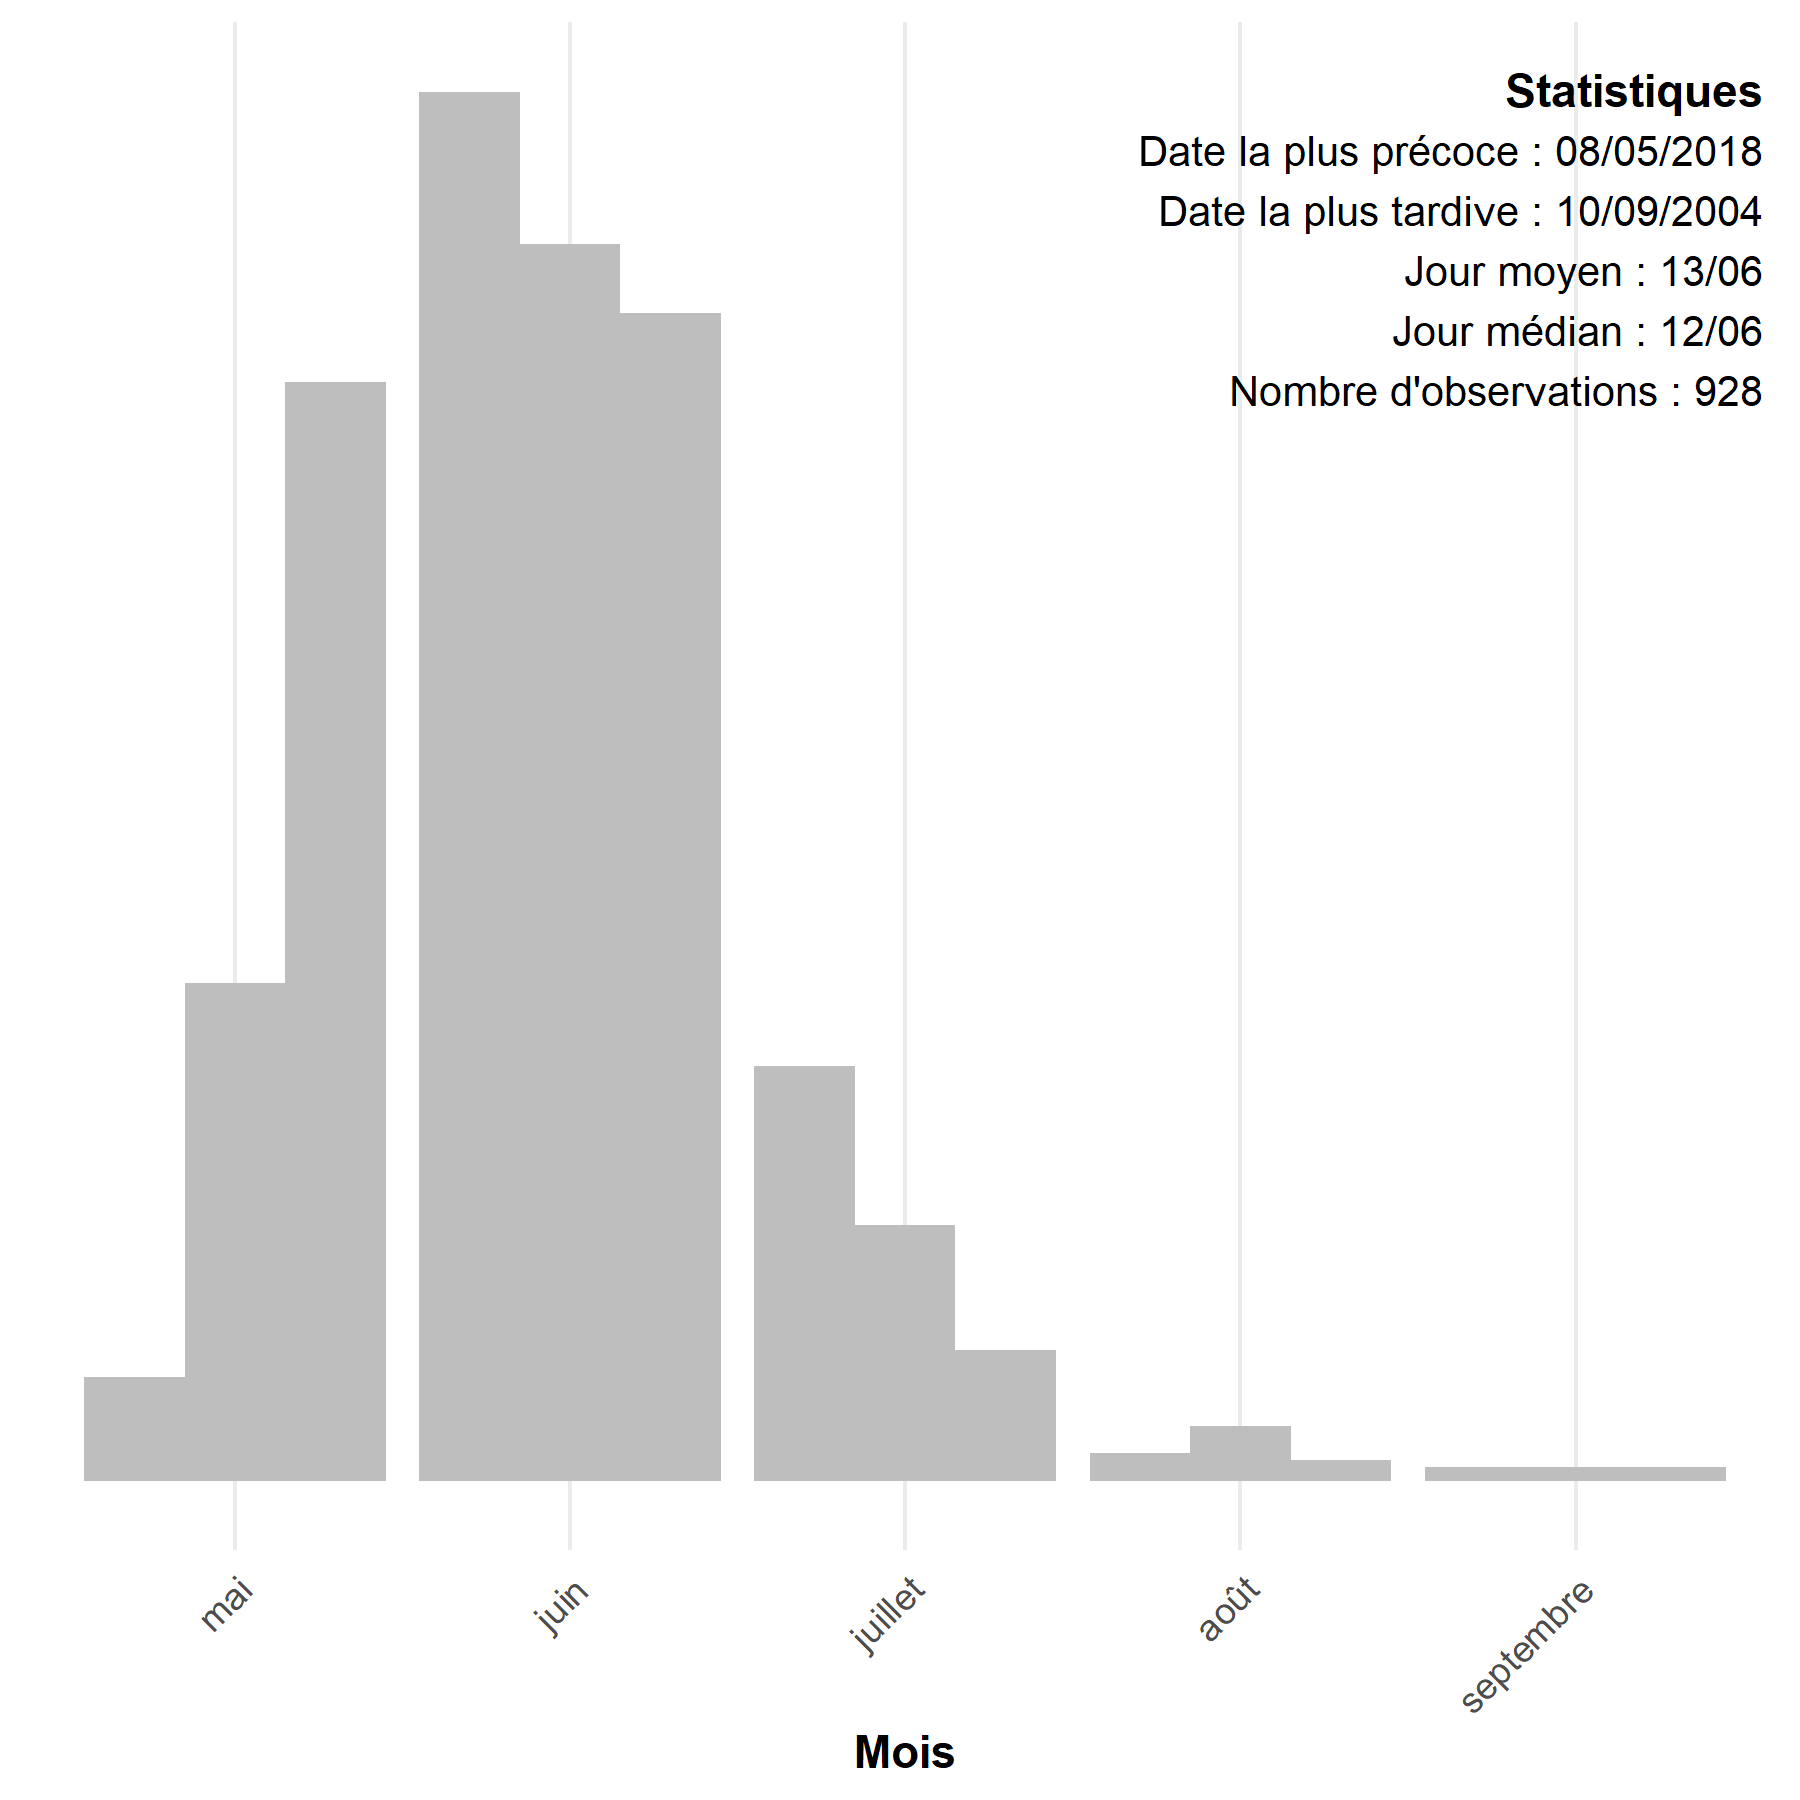 Statistiques
Date la plus précoce : 08/05/2018
Date la plus tardive : 10/09/2004
Jour moyen : 13/06
Jour médian : 12/06
Nombre d'observations : 928
mai
juin
juillet
août
septembre
Mois